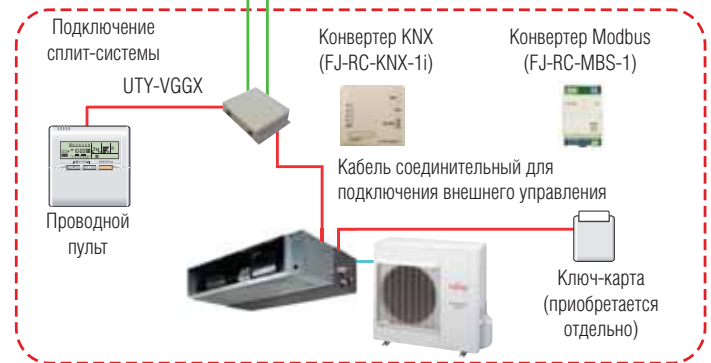 Подключение
сплит-системы
UTY-VGGX
Конвертер KNX
(FJ-RC-KNX-1i)
Конвертер Modbus
(FJ-RC-MBS-1)
Проводной
пульт
Кабель соединительный для
подключения внешнего управления
Ключ-карта
(приобретается
отдельно)